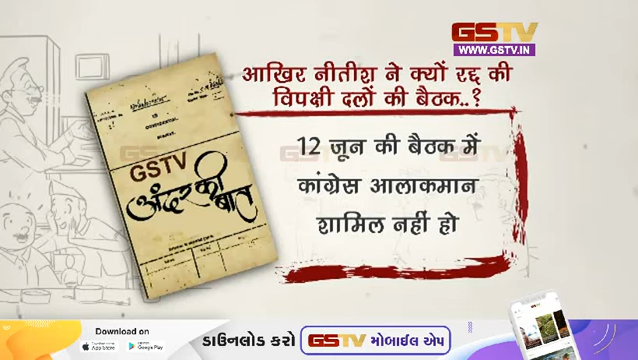 GSTV
WWW.GSTV.IN
आखिर नीतीश ने क्यों रद्द की
विपक्षी दलों की बैठक..?
12 जून की बैठक में
कांग्रेस आलाकमान
शामिल नहीं हो
CONFIDENTIAL
GSTV
अंदर की बात
Download on
App Store
Google Play
ડાઉનલોડ કરો GSTV મોબાઈલ એપ